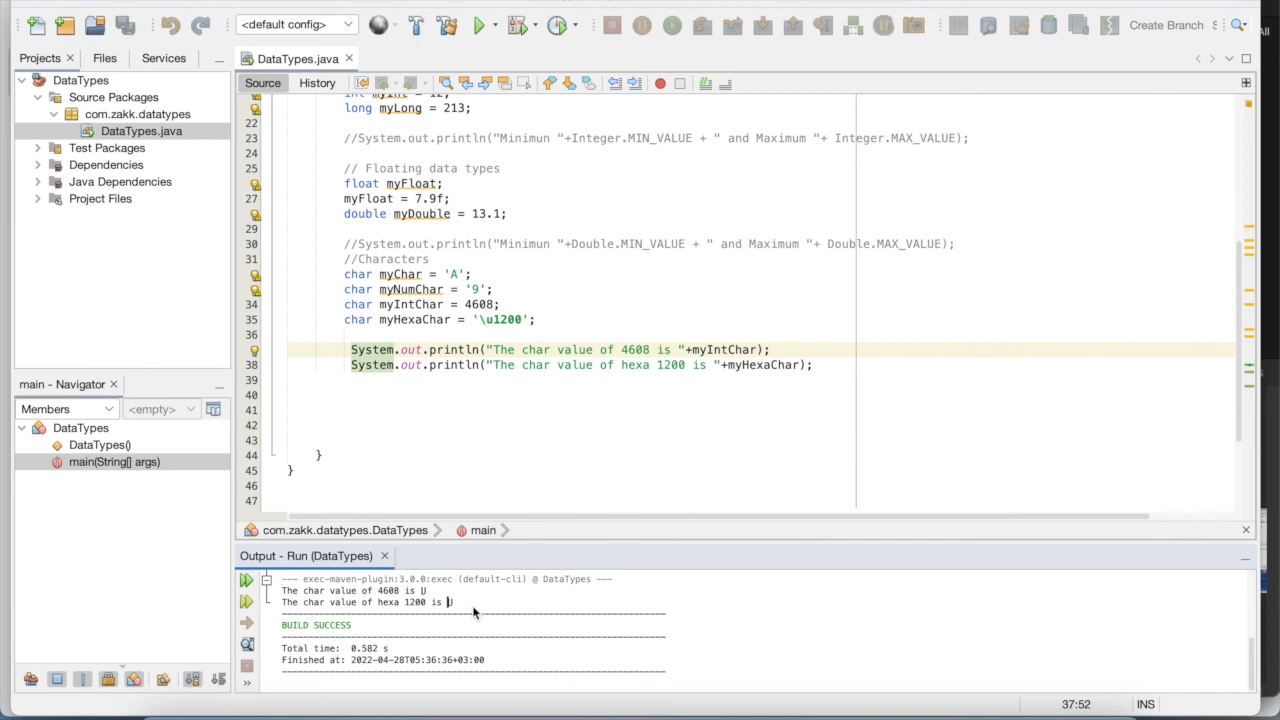 <default config>
Create Branch
Projects
Files
Services
DataTypes.java
DataTypes
Source Packages
com.zakk.datatypes
DataTypes.java
Test Packages
Dependencies
Java Dependencies
Project Files
Source
History
int myInt = 12;
long myLong = 213;
22
23 //System.out.println("Minimun "+Integer.MIN_VALUE + " and Maximum "+ Integer.MAX_VALUE);
24
25 // Floating data types
float myFloat;
27 myFloat = 7.9f;
double myDouble = 13.1;
29
30 //System.out.println("Minimun "+Double.MIN_VALUE + " and Maximum "+ Double.MAX_VALUE);
31 //Characters
char myChar = 'A';
char myNumChar = '9';
34 char myIntChar = 4608;
35 char myHexaChar = '\u1200';
36
System.out.println("The char value of 4608 is "+myIntChar);
38 System.out.println("The char value of hexa 1200 is "+myHexaChar);
39
40
41
42
43
44 }
45 }
46
47
main - Navigator
Members
<empty>
DataTypes
DataTypes()
main(String[] args)
com.zakk.datatypes.DataTypes
main
Output - Run (DataTypes)
--- exec-maven-plugin:3.0.0:exec (default-cli) @ DataTypes ---
The char value of 4608 is ሀ
The char value of hexa 1200 is ሀ
------------------------------------------------------------------------
BUILD SUCCESS
------------------------------------------------------------------------
Total time: 0.582 s
Finished at: 2022-04-28T05:36:36+03:00
------------------------------------------------------------------------
37:52
INS